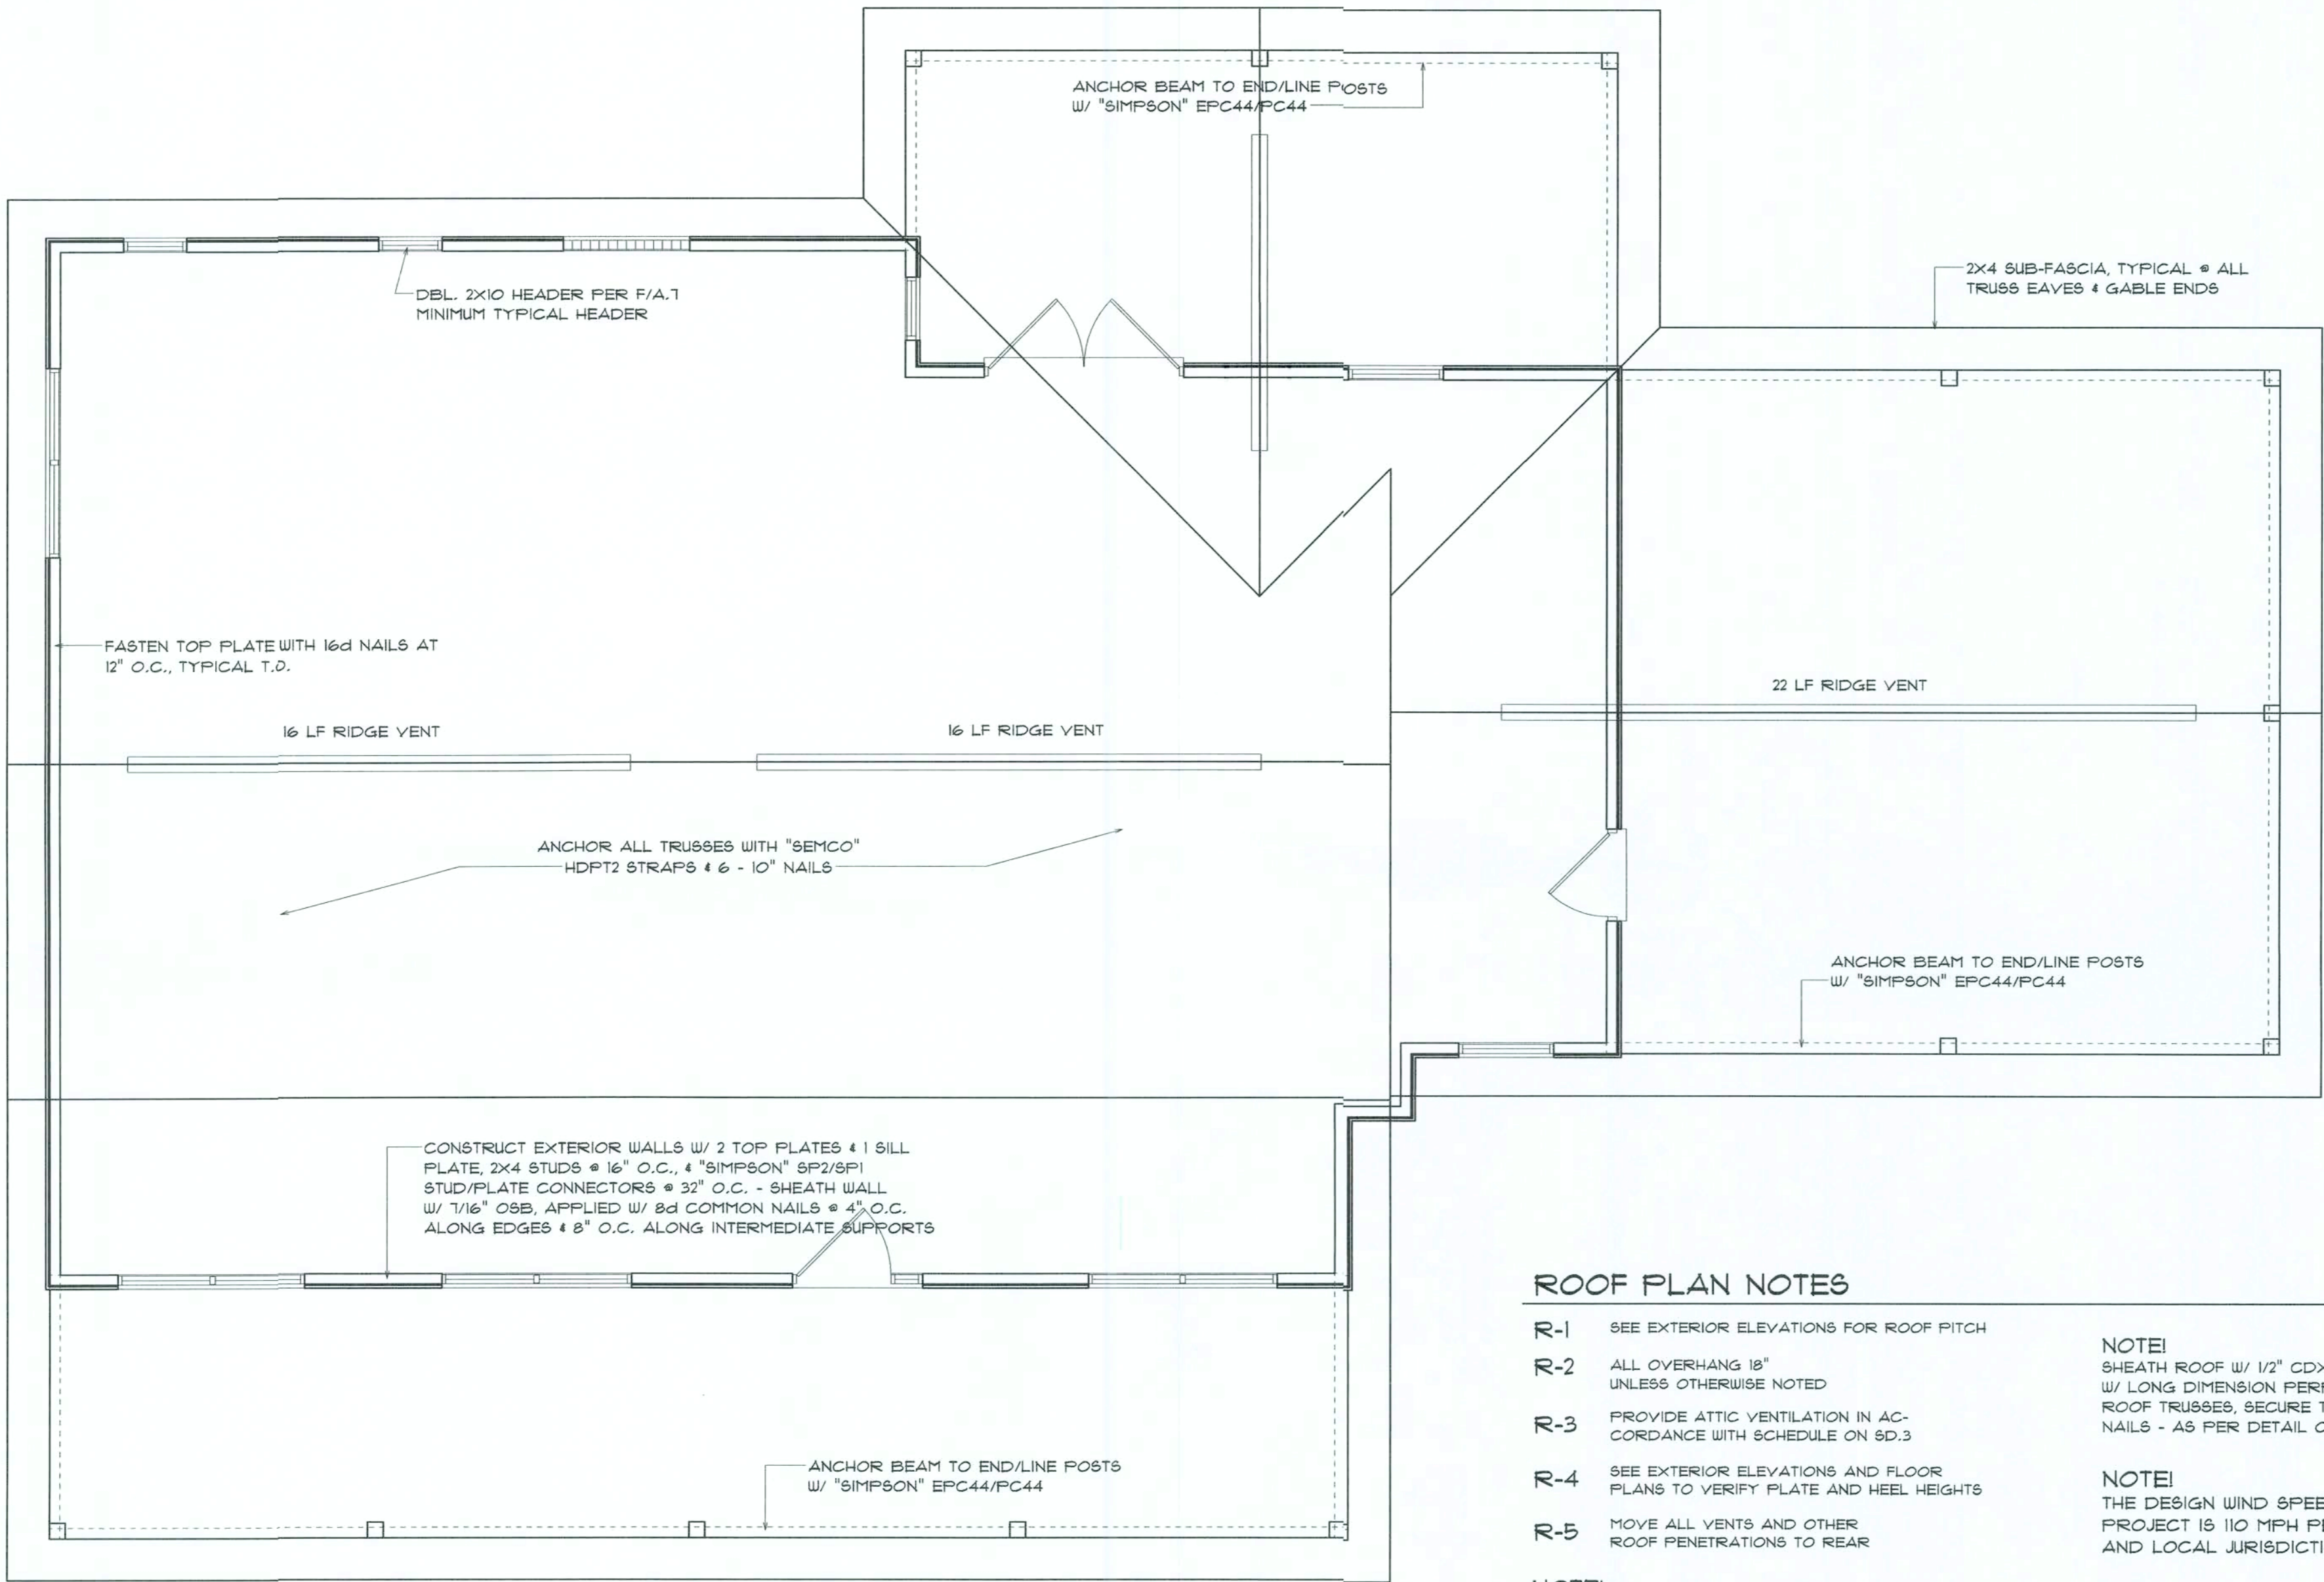 ANCHOR BEAM TO END/LINE POSTS
W/ "SIMPSON" EPC44/PC44
2X4 SUB-FASCIA, TYPICAL @ ALL
TRUSS EAVES & GABLE ENDS
DBL. 2X10 HEADER PER F/A.7
MINIMUM TYPICAL HEADER
FASTEN TOP PLATE WITH 16d NAILS AT
12" O.C., TYPICAL T.O.
16 LF RIDGE VENT
16 LF RIDGE VENT
22 LF RIDGE VENT
ANCHOR ALL TRUSSES WITH "SEMCO"
HDPT2 STRAPS & 6 - 10" NAILS
ANCHOR BEAM TO END/LINE POSTS
W/ "SIMPSON" EPC44/PC44
CONSTRUCT EXTERIOR WALLS W/ 2 TOP PLATES & 1 SILL
PLATE, 2X4 STUDS @ 16" O.C., & "SIMPSON" SP2/SP1
STUD/PLATE CONNECTORS @ 32" O.C. - SHEATH WALL
W/ 7/16" OSB, APPLIED W/ 8d COMMON NAILS @ 4" O.C.
ALONG EDGES & 8" O.C. ALONG INTERMEDIATE SUPPORTS
ANCHOR BEAM TO END/LINE POSTS
W/ "SIMPSON" EPC44/PC44
ROOF PLAN NOTES
R-1 SEE EXTERIOR ELEVATIONS FOR ROOF PITCH
R-2 ALL OVERHANG 18"
UNLESS OTHERWISE NOTED
R-3 PROVIDE ATTIC VENTILATION IN AC-
CORDANCE WITH SCHEDULE ON SD.3
R-4 SEE EXTERIOR ELEVATIONS AND FLOOR
PLANS TO VERIFY PLATE AND HEEL HEIGHTS
R-5 MOVE ALL VENTS AND OTHER
ROOF PENETRATIONS TO REAR
NOTE!
SHEATH ROOF W/ 1/2" CDX
W/ LONG DIMENSION
ROOF TRUSSES, SECURE
NAILS - AS PER DETAIL
NOTE!
THE DESIGN WIND
PROJECT IS 110 MPH
AND LOCAL